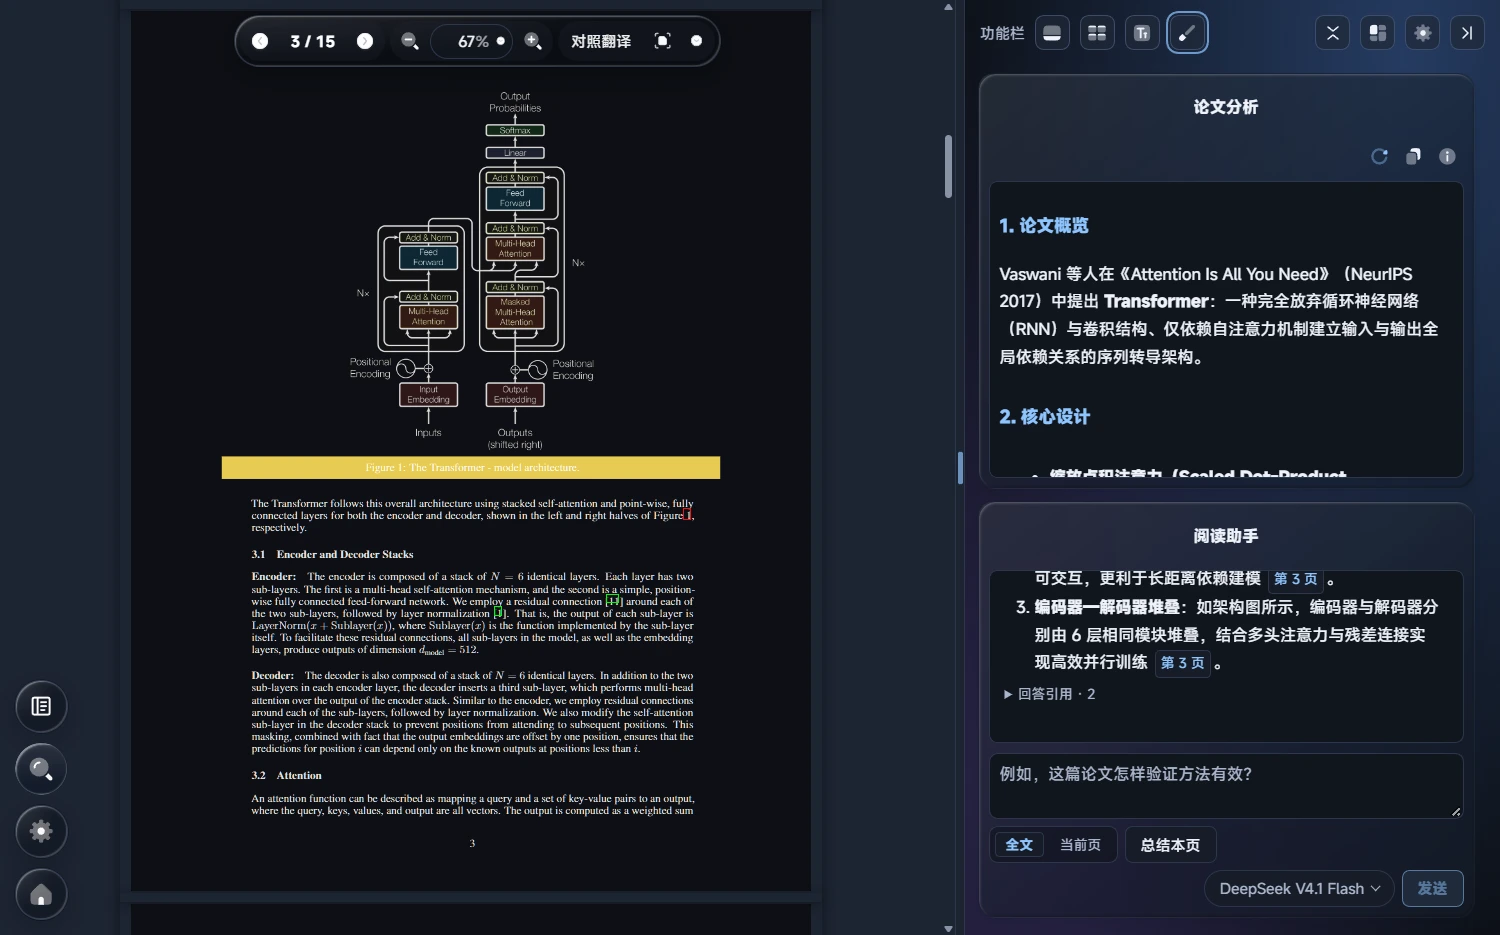 3 / 15
67%
对照翻译
Output
Probabilities
Softmax
Linear
Add & Norm
Feed
Forward
Add & Norm
Multi-Head
Attention
Add & Norm
Masked
Multi-Head
Attention
N×
Add & Norm
Feed
Forward
Add & Norm
Multi-Head
Attention
N×
Positional
Encoding
Positional
Encoding
Input
Embedding
Output
Embedding
Inputs
Outputs
(shifted right)
Figure 1: The Transformer - model architecture.
The Transformer follows this overall architecture using stacked self-attention and point-wise, fully
connected layers for both the encoder and decoder, shown in the left and right halves of Figure 1,
respectively.
3.1 Encoder and Decoder Stacks
Encoder: The encoder is composed of a stack of N = 6 identical layers. Each layer has two
sub-layers. The first is a multi-head self-attention mechanism, and the second is a simple, position-
wise fully connected feed-forward network. We employ a residual connection [11] around each of
the two sub-layers, followed by layer normalization [1]. That is, the output of each sub-layer is
LayerNorm(x + Sublayer(x)), where Sublayer(x) is the function implemented by the sub-layer
itself. To facilitate these residual connections, all sub-layers in the model, as well as the embedding
layers, produce outputs of dimension d_model = 512.
Decoder: The decoder is also composed of a stack of N = 6 identical layers. In addition to the two
sub-layers in each encoder layer, the decoder inserts a third sub-layer, which performs multi-head
attention over the output of the encoder stack. Similar to the encoder, we employ residual connections
around each of the sub-layers, followed by layer normalization. We also modify the self-attention
sub-layer in the decoder stack to prevent positions from attending to subsequent positions. This
masking, combined with fact that the output embeddings are offset by one position, ensures that the
predictions for position i can depend only on the known outputs at positions less than i.
3.2 Attention
An attention function can be described as mapping a query and a set of key-value pairs to an output,
where the query, keys, values, and output are all vectors. The output is computed as a weighted sum
3
功能栏
论文分析
1. 论文概览
Vaswani 等人在《Attention Is All You Need》（NeurIPS
2017）中提出 Transformer：一种完全放弃循环神经网络
（RNN）与卷积结构、仅依赖自注意力机制建立输入与输出全
局依赖关系的序列转导架构。
2. 核心设计
• 缩放点积注意力（Scaled Dot-Product
阅读助手
可交互，更利于长距离依赖建模 第 3 页 。
3. 编码器—解码器堆叠：如架构图所示，编码器与解码器分
别由 6 层相同模块堆叠，结合多头注意力与残差连接实
现高效并行训练 第 3 页 。
▶ 回答引用 · 2
例如，这篇论文怎样验证方法有效？
全文
当前页
总结本页
DeepSeek V4.1 Flash
发送